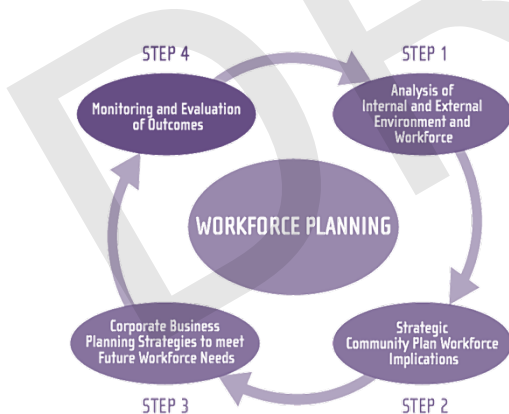 STEP 4
Monitoring and Evaluation
of Outcomes
STEP 1
Analysis of
Internal and External
Environment and
Workforce
WORKFORCE PLANNING
Corporate Business
Planning Strategies to meet
Future Workforce Needs
STEP 3
Strategic
Community Plan Workforce
Implications
STEP 2